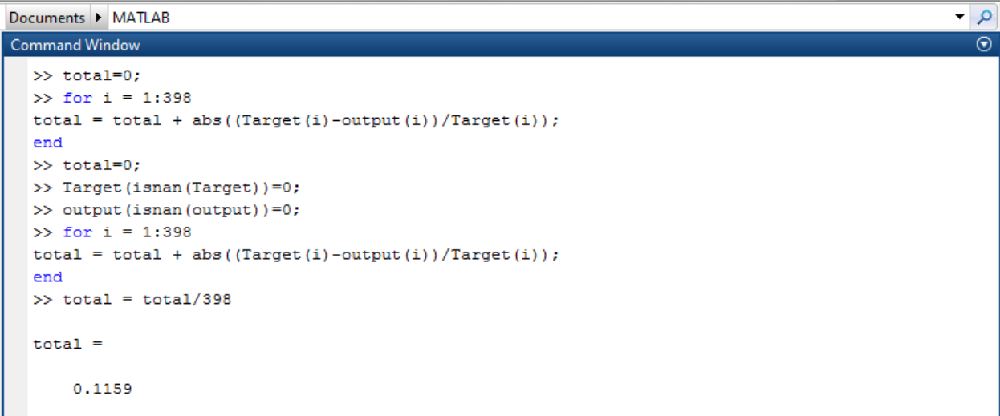 Documents MATLAB
Command Window
>> total=0;
>> for i = 1:398
total = total + abs((Target(i)-output(i))/Target(i));
end
>> total=0;
>> Target(isnan(Target))=0;
>> output(isnan(output))=0;
>> for i = 1:398
total = total + abs((Target(i)-output(i))/Target(i));
end
>> total = total/398
total =
0.1159